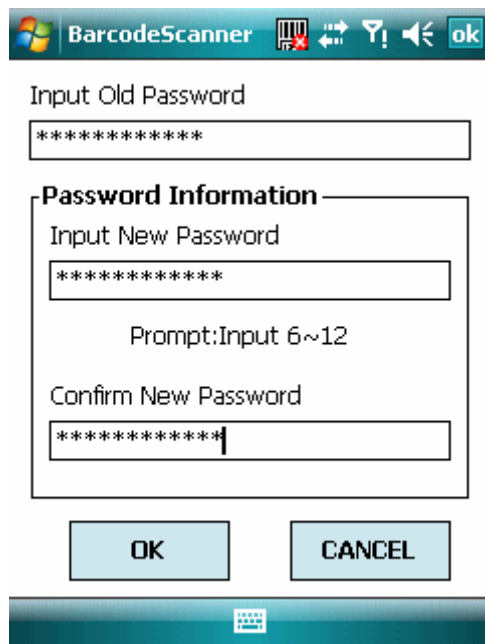 BarcodeScanner ok
Input Old Password
************
Password Information
Input New Password
************
Prompt:Input 6~12
Confirm New Password
************
OK CANCEL